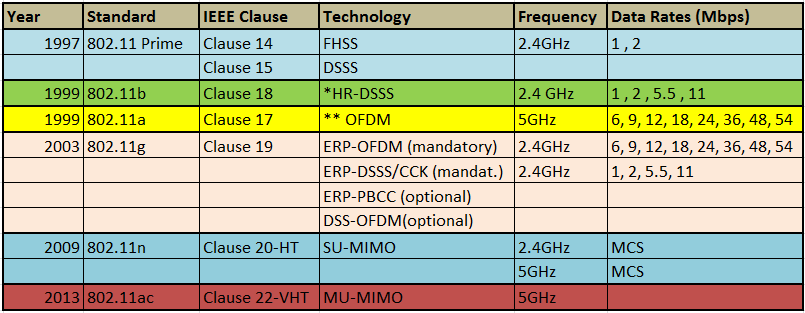 Year Standard IEEE Clause Technology Frequency Data Rates (Mbps)
1997 802.11 Prime Clause 14 FHSS 2.4GHz 1 , 2
Clause 15 DSSS
1999 802.11b Clause 18 *HR-DSSS 2.4 GHz 1 , 2 , 5.5 , 11
1999 802.11a Clause 17 ** OFDM 5GHz 6, 9, 12, 18, 24, 36, 48, 54
2003 802.11g Clause 19 ERP-OFDM (mandatory) 2.4GHz 6, 9, 12, 18, 24, 36, 48, 54
ERP-DSSS/CCK (mandat.) 2.4GHz 1, 2, 5.5, 11
ERP-PBCC (optional)
DSS-OFDM(optional)
2009 802.11n Clause 20-HT SU-MIMO 2.4GHz MCS
5GHz MCS
2013 802.11ac Clause 22-VHT MU-MIMO 5GHz